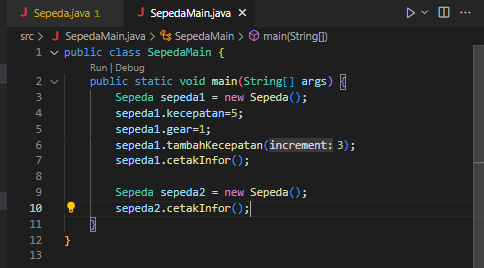 Sepeda.java 1 SepedaMain.java
src > SepedaMain.java > SepedaMain > main(String[])
1 public class SepedaMain {
Run | Debug
2 public static void main(String[] args) {
3 Sepeda sepeda1 = new Sepeda();
4 sepeda1.kecepatan=5;
5 sepeda1.gear=1;
6 sepeda1.tambahKecepatan(increment: 3);
7 sepeda1.cetakInfor();
8
9 Sepeda sepeda2 = new Sepeda();
10 sepeda2.cetakInfor();
11 }
12 }
13